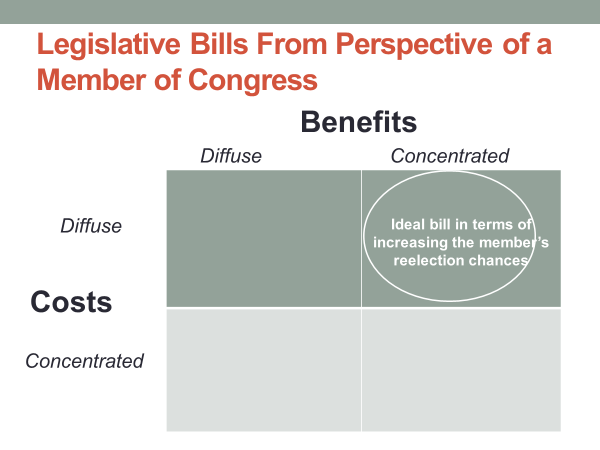 Legislative Bills From Perspective of a
Member of Congress
Benefits
Diffuse
Concentrated
Diffuse
Ideal bill in terms of
increasing the member's
reelection chances
Costs
Concentrated